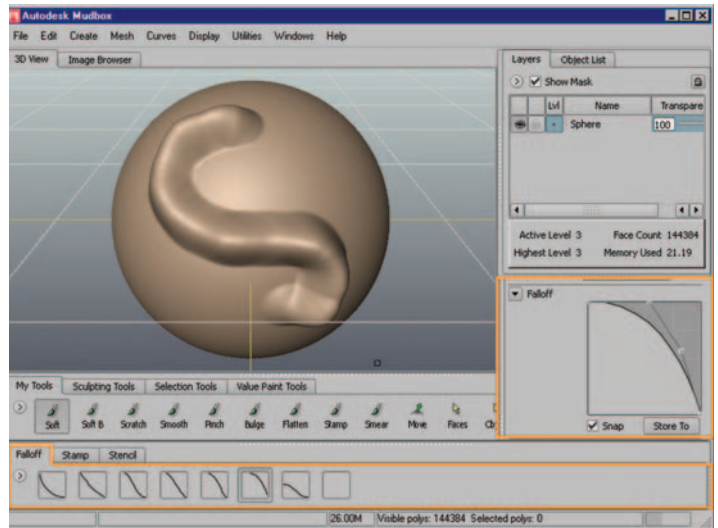 Autodesk Mudbox
File Edit Create Mesh Curves Display Utilities Windows Help
3D View Image Browser
Layers Object List
Show Mask
Lvl Name Transpare
Sphere 100
Active Level 3 Face Count 144384
Highest Level 3 Memory Used 21.19
Falloff
Snap Store To
My Tools Sculpting Tools Selection Tools Value Paint Tools
Soft Soft B Scratch Smooth Pinch Bulge Flatten Stamp Smear Move Faces
Falloff Stamp Stencil
26.00M Visible polys: 144384 Selected polys: 0